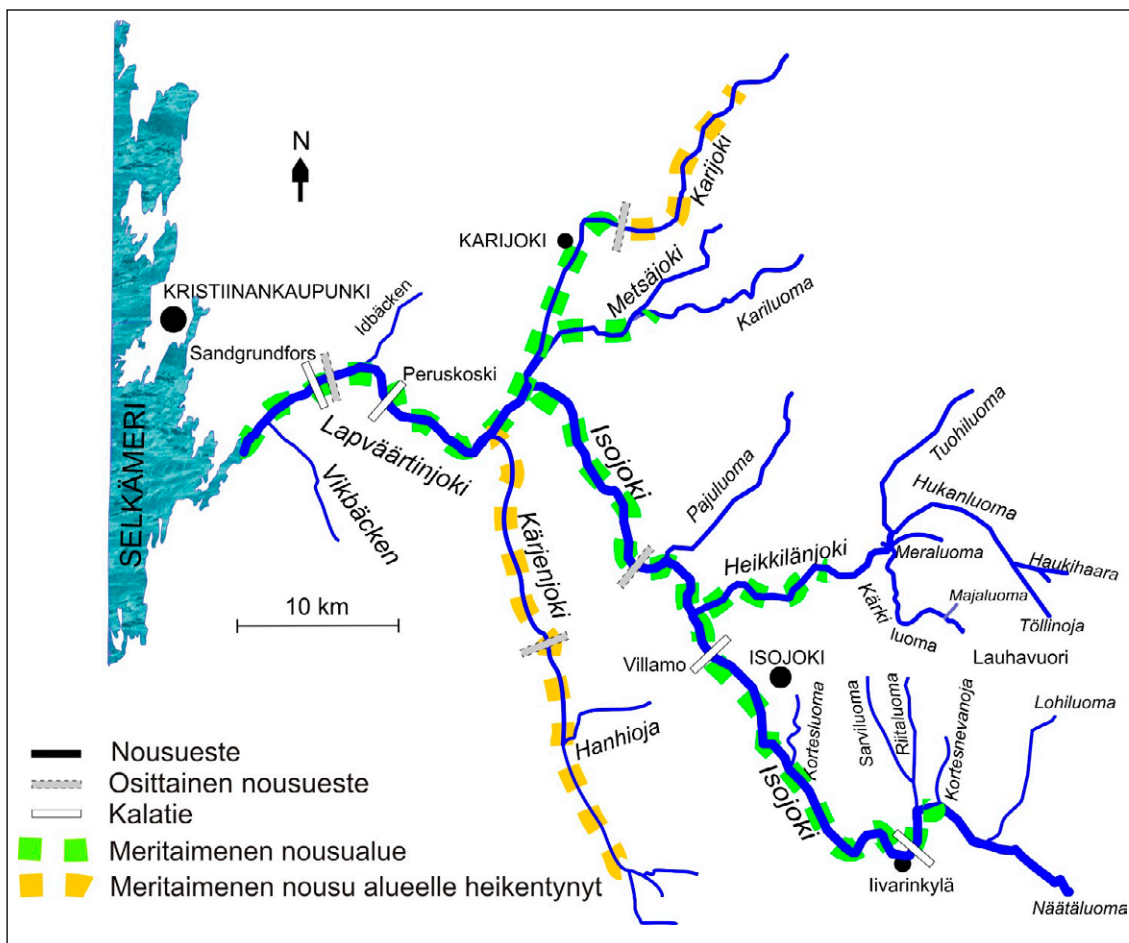 N
Karijoki
KARIJOKI
Metsäjoki
Kariluoma
KRISTIINANKAUPUNKI
Idbäcken
Sandgrundfors
Peruskoski
SELKÄMERI
Lapväärtinjoki
Vikbäcken
Isojoki
Pajuluoma
Tuohiluoma
Hukanluoma
Heikkilänjoki
Meraluoma
Haukihaara
Kärjenjoki
10 km
Kärki
luoma
Majaluoma
Töllinoja
Villamo
ISOJOKI
Lauhavuori
Hanhioja
Kortesluoma
Sarviluoma
Riitaluoma
Kortesnevanoja
Lohiluoma
Isojoki
Iivarinkylä
Näätäluoma
Nousueste
Osittainen nousueste
Kalatie
Meritaimenen nousualue
Meritaimenen nousu alueelle heikentynyt